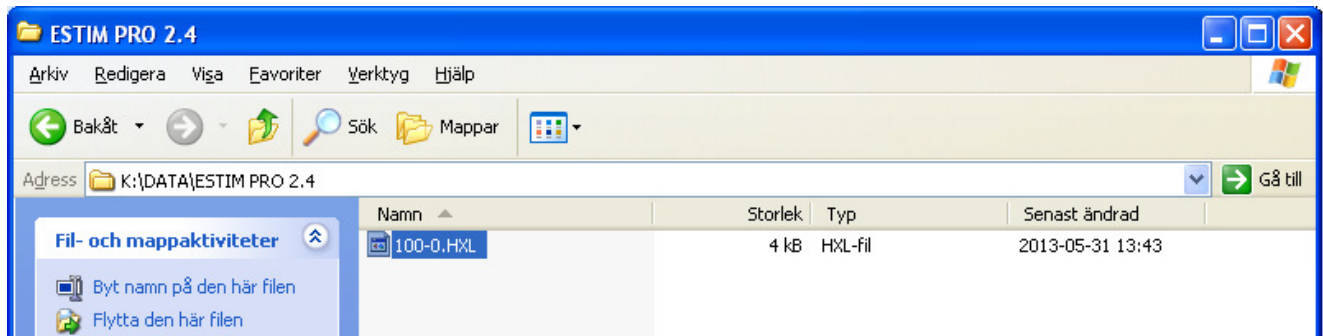 ESTIM PRO 2.4
Arkiv Redigera Visa Favoriter Verktyg Hjälp
Bakåt Sök Mappar
Adress K:\DATA\ESTIM PRO 2.4 Gå till
Namn Storlek Typ Senast ändrad
Fil- och mappaktiviteter
100-0.HXL 4 kB HXL-fil 2013-05-31 13:43
Byt namn på den här filen
Flytta den här filen